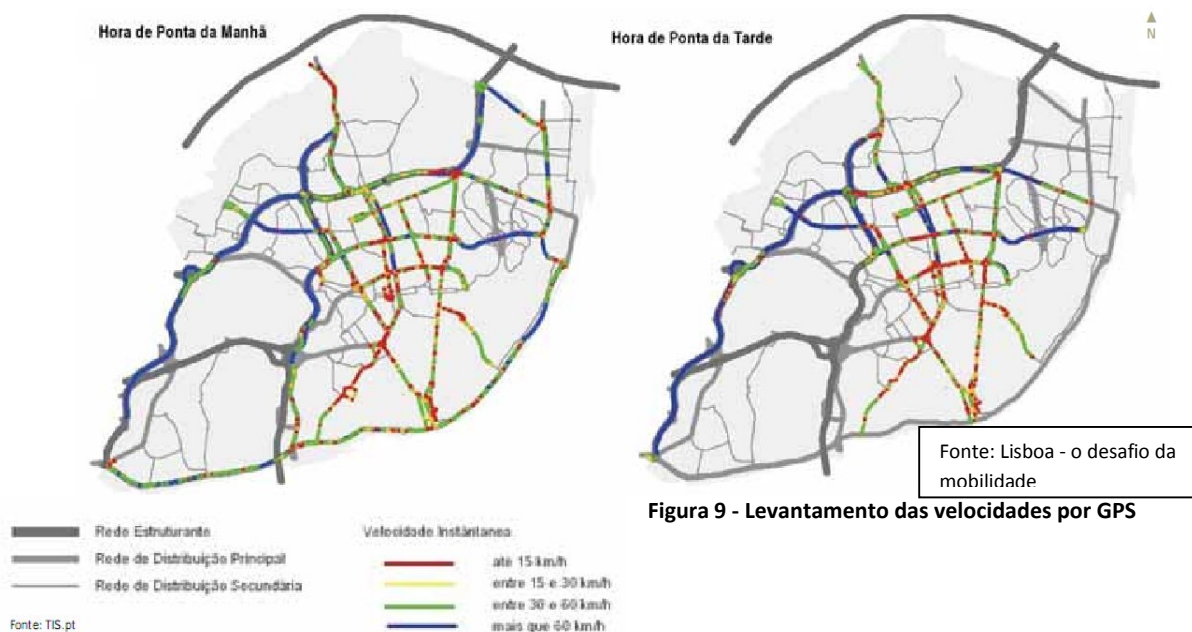 Hora de Ponta da Manhã
Hora de Ponta da Tarde
N
Fonte: Lisboa - o desafio da
mobilidade
Figura 9 - Levantamento das velocidades por GPS
Rede Estruturante
Rede de Distribuição Principal
Rede de Distribuição Secundária
Fonte: TIS.pt
Velocidade Instântanea
até 15 km/h
entre 15 e 30 km/h
entre 30 e 60 km/h
mais que 60 km/h